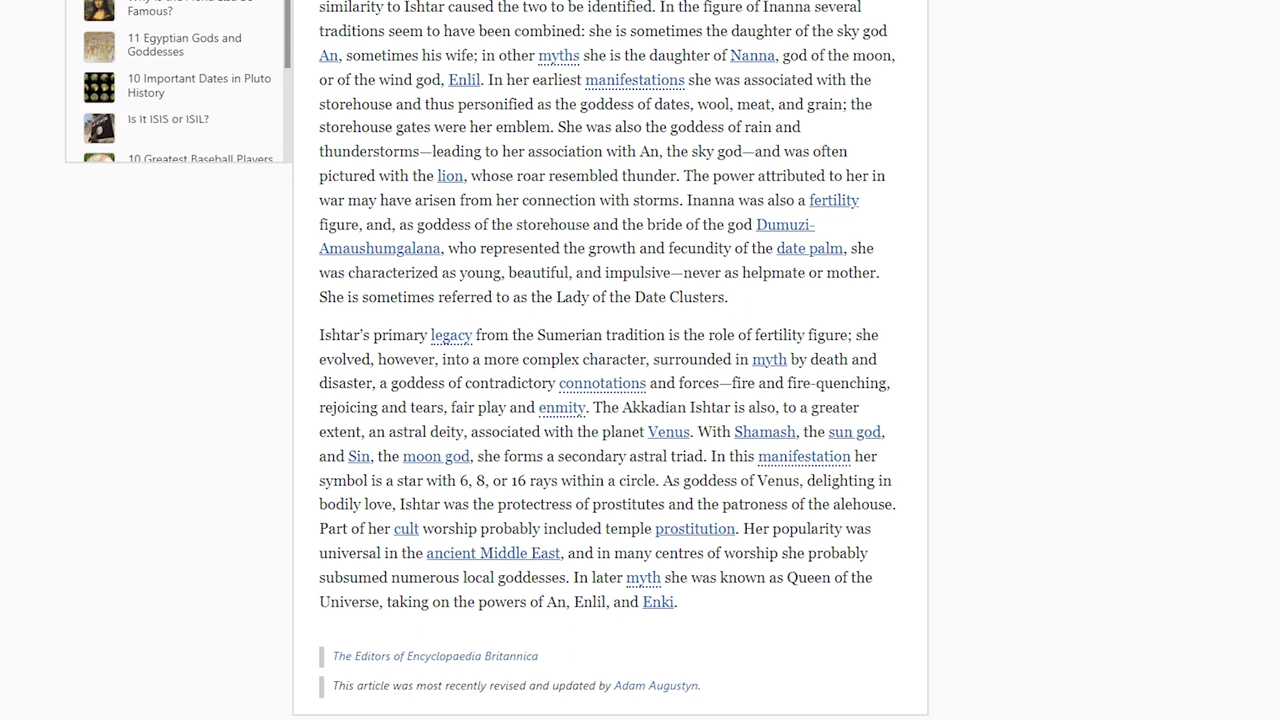 Famous?
11 Egyptian Gods and
Goddesses
10 Important Dates in Pluto
History
Is It ISIS or ISIL?
10 Greatest Baseball Players
similarity to Ishtar caused the two to be identified. In the figure of Inanna several
traditions seem to have been combined: she is sometimes the daughter of the sky god
An, sometimes his wife; in other myths she is the daughter of Nanna, god of the moon,
or of the wind god, Enlil. In her earliest manifestations she was associated with the
storehouse and thus personified as the goddess of dates, wool, meat, and grain; the
storehouse gates were her emblem. She was also the goddess of rain and
thunderstorms—leading to her association with An, the sky god—and was often
pictured with the lion, whose roar resembled thunder. The power attributed to her in
war may have arisen from her connection with storms. Inanna was also a fertility
figure, and, as goddess of the storehouse and the bride of the god Dumuzi-
Amaushumgalana, who represented the growth and fecundity of the date palm, she
was characterized as young, beautiful, and impulsive—never as helpmate or mother.
She is sometimes referred to as the Lady of the Date Clusters.
Ishtar’s primary legacy from the Sumerian tradition is the role of fertility figure; she
evolved, however, into a more complex character, surrounded in myth by death and
disaster, a goddess of contradictory connotations and forces—fire and fire-quenching,
rejoicing and tears, fair play and enmity. The Akkadian Ishtar is also, to a greater
extent, an astral deity, associated with the planet Venus. With Shamash, the sun god,
and Sin, the moon god, she forms a secondary astral triad. In this manifestation her
symbol is a star with 6, 8, or 16 rays within a circle. As goddess of Venus, delighting in
bodily love, Ishtar was the protectress of prostitutes and the patroness of the alehouse.
Part of her cult worship probably included temple prostitution. Her popularity was
universal in the ancient Middle East, and in many centres of worship she probably
subsumed numerous local goddesses. In later myth she was known as Queen of the
Universe, taking on the powers of An, Enlil, and Enki.
The Editors of Encyclopaedia Britannica
This article was most recently revised and updated by Adam Augustyn.